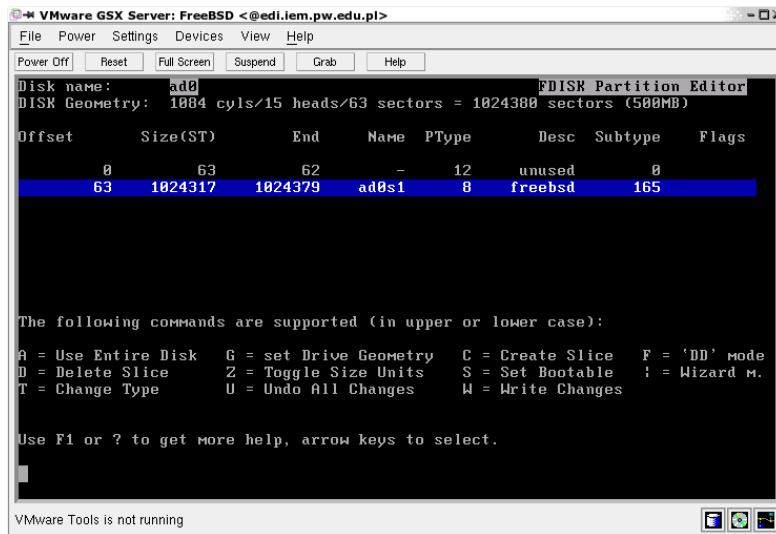 VMware GSX Server: FreeBSD <@edi.iem.pw.edu.pl>
File Power Settings Devices View Help
Power Off Reset Full Screen Suspend Grab Help
Disk name: ad0 FDISK Partition Editor
DISK Geometry: 1084 cyls/15 heads/63 sectors = 1024380 sectors (500MB)
Offset Size(ST) End Name PType Desc Subtype Flags
0 63 62 - 12 unused 0
63 1024317 1024379 ad0s1 8 freebsd 165
The following commands are supported (in upper or lower case):
A = Use Entire Disk G = set Drive Geometry C = Create Slice F = 'DD' mode
D = Delete Slice Z = Toggle Size Units S = Set Bootable ¦ = Wizard m.
T = Change Type U = Undo All Changes W = Write Changes
Use F1 or ? to get more help, arrow keys to select.
VMware Tools is not running